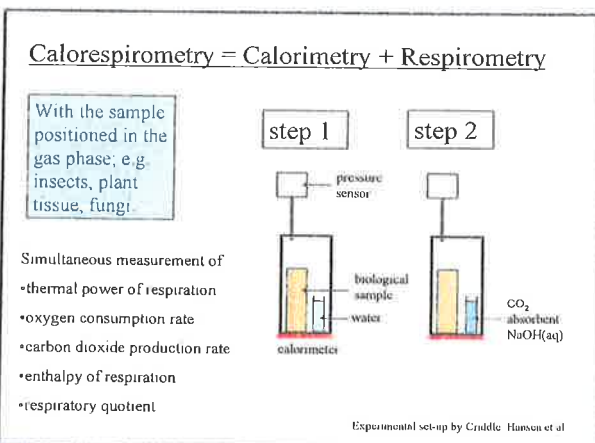 Calorespirometry = Calorimetry + Respirometry
With the sample
positioned in the
gas phase; e.g.
insects, plant
tissue, fungi.
Simultaneous measurement of
•thermal power of respiration
•oxygen consumption rate
•carbon dioxide production rate
•enthalpy of respiration
•respiratory quotient
step 1
pressure
sensor
biological
sample
water
calorimeter
step 2
CO₂
absorbent
NaOH(aq)
Experimental set-up by Criddle, Hansen et al